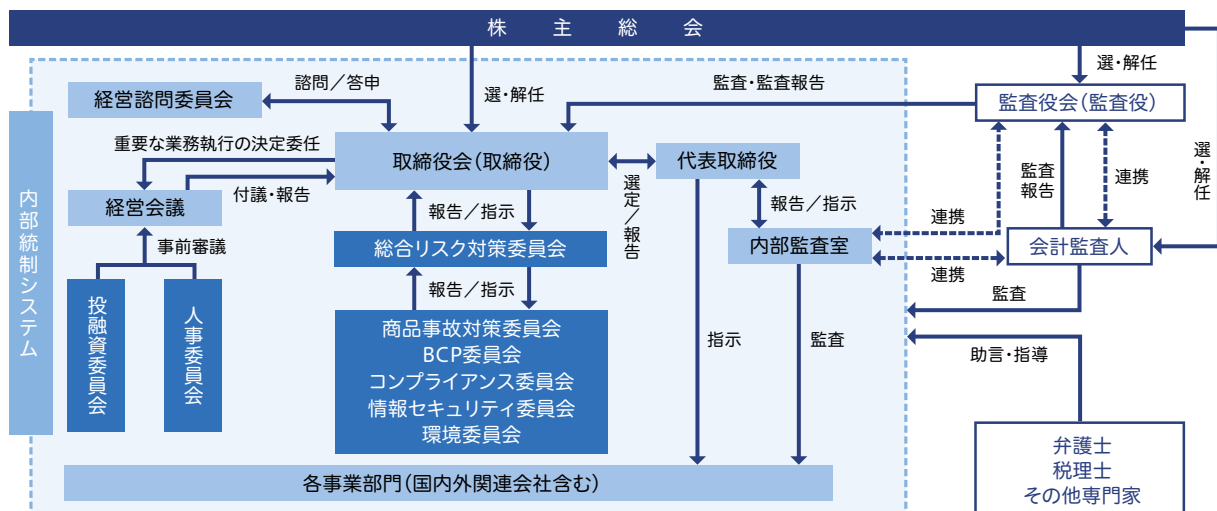 株主総会
経営諮問委員会
諮問／答申
選・解任
監査・監査報告
選・解任
監査役会(監査役)
重要な業務執行の決定委任
取締役会(取締役)
代表取締役
選定／報告
選・解任
監査報告
連携
経営会議
付議・報告
報告／指示
報告／指示
連携
内部統制システム
事前審議
総合リスク対策委員会
内部監査室
会計監査人
連携
投融資委員会
人事委員会
報告／指示
監査
商品事故対策委員会
BCP委員会
コンプライアンス委員会
情報セキュリティ委員会
環境委員会
指示
監査
助言・指導
各事業部門(国内外関連会社含む)
弁護士
税理士
その他専門家